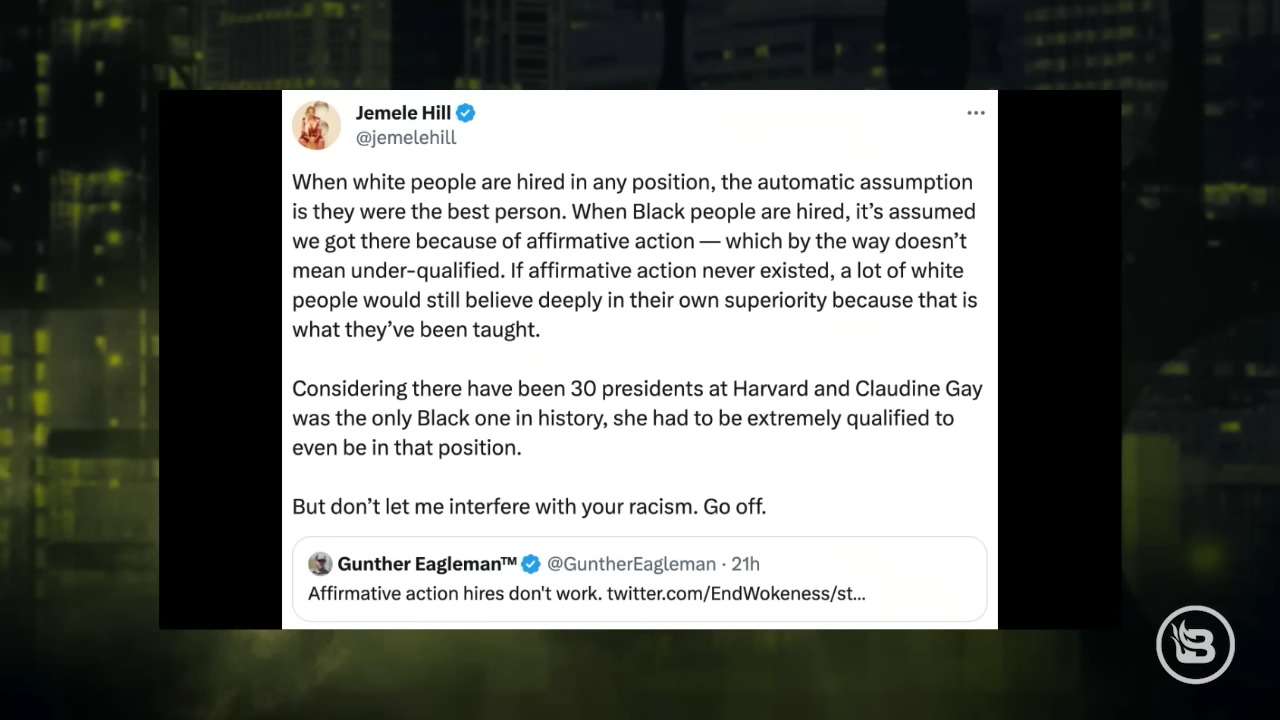 Jemele Hill
@jemelehill
When white people are hired in any position, the automatic assumption
is they were the best person. When Black people are hired, it’s assumed
we got there because of affirmative action — which by the way doesn’t
mean under-qualified. If affirmative action never existed, a lot of white
people would still believe deeply in their own superiority because that is
what they’ve been taught.
Considering there have been 30 presidents at Harvard and Claudine Gay
was the only Black one in history, she had to be extremely qualified to
even be in that position.
But don’t let me interfere with your racism. Go off.
Gunther Eagleman™ @GuntherEagleman · 21h
Affirmative action hires don't work. twitter.com/EndWokeness/st...
B